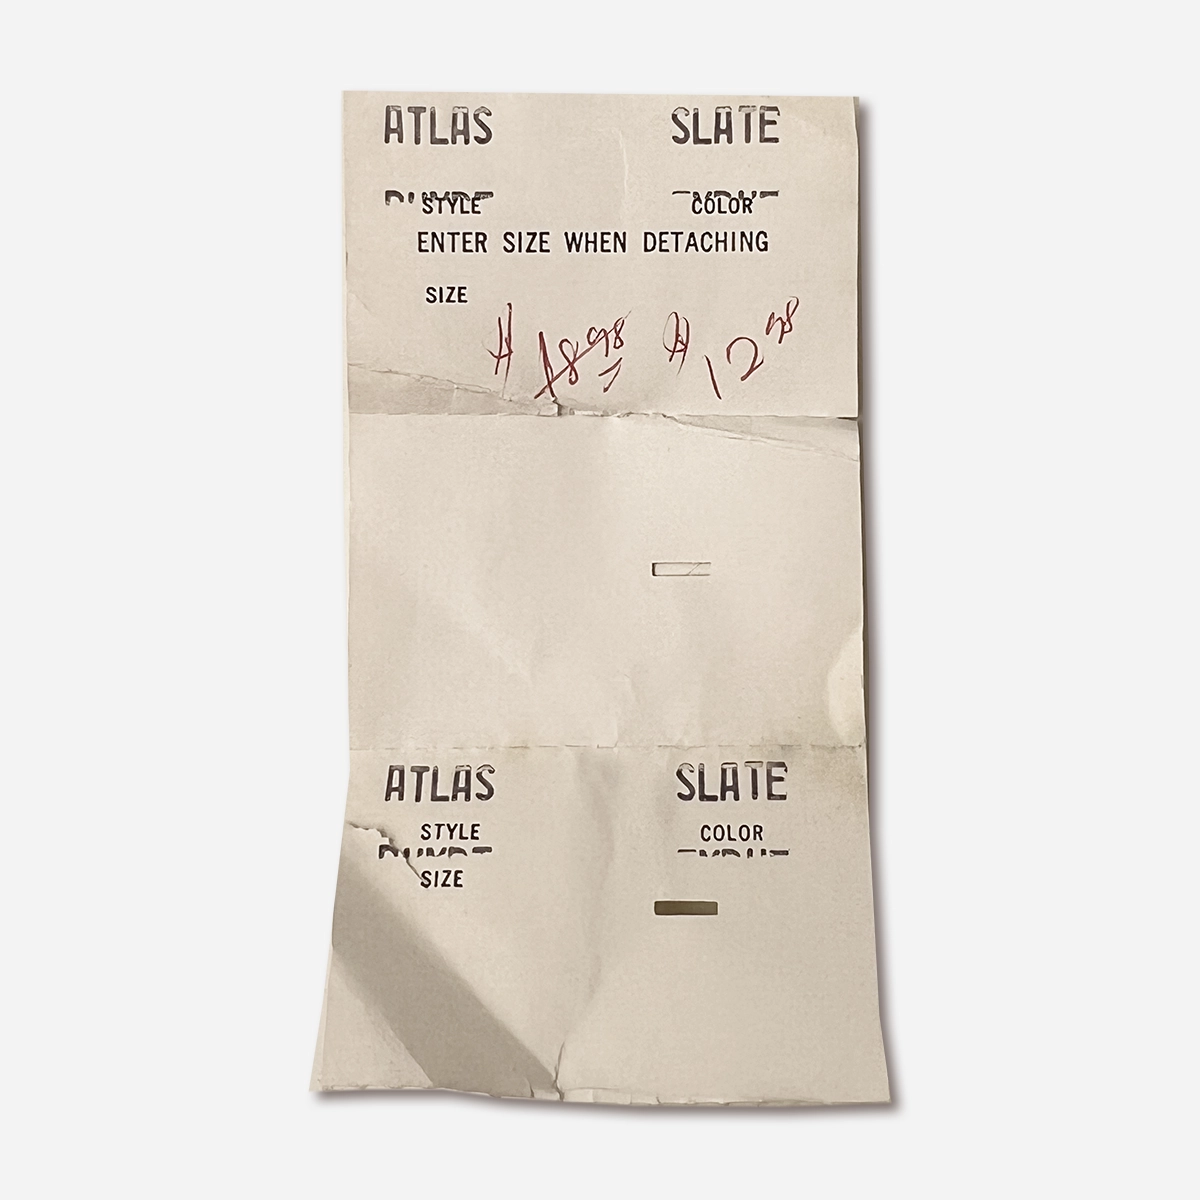 ATLAS SLATE
STYLE COLOR
ENTER SIZE WHEN DETACHING
SIZE
18 98 12 98
ATLAS SLATE
STYLE COLOR
SIZE